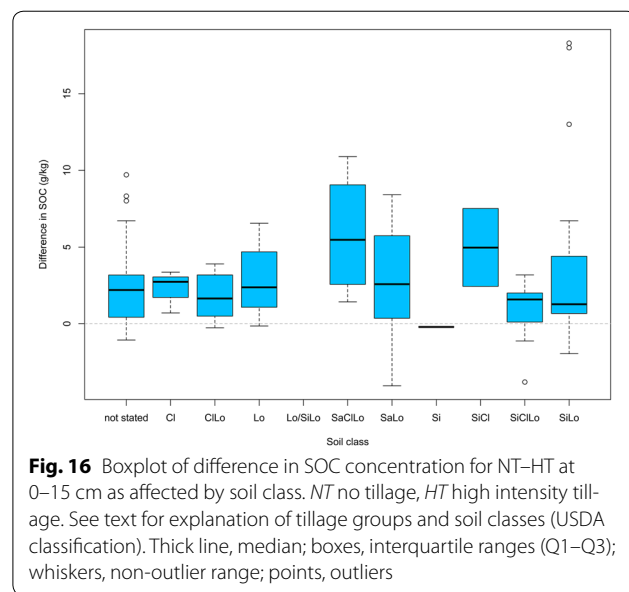 15
10
5
0
Difference in SOC (g/kg)
not stated Cl ClLo Lo Lo/SiLo SaClLo SaLo Si SiCl SiClLo SiLo
Soil class
Fig. 16 Boxplot of difference in SOC concentration for NT–HT at
0–15 cm as affected by soil class. NT no tillage, HT high intensity till-
age. See text for explanation of tillage groups and soil classes (USDA
classification). Thick line, median; boxes, interquartile ranges (Q1–Q3);
whiskers, non-outlier range; points, outliers